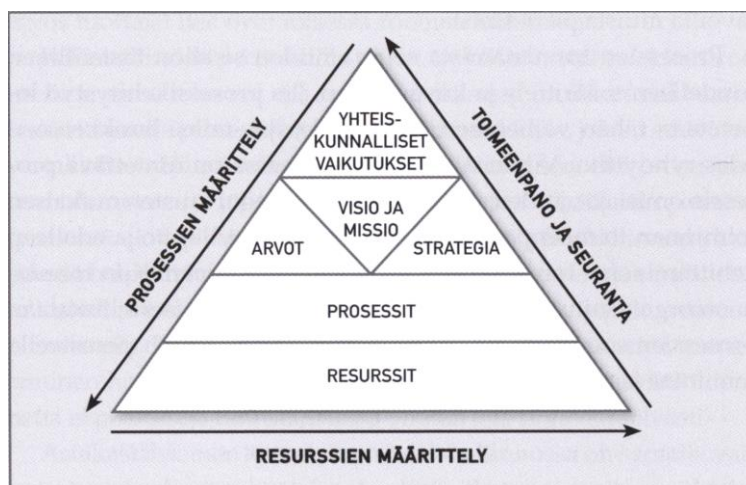 YHTEIS-
KUNNALLISET
VAIKUTUKSET
VISIO JA
MISSIO
ARVOT
STRATEGIA
PROSESSIT
RESURSSIT
PROSESSIEN MÄÄRITTELY
TOIMEENPANO JA SEURANTA
RESURSSIEN MÄÄRITTELY